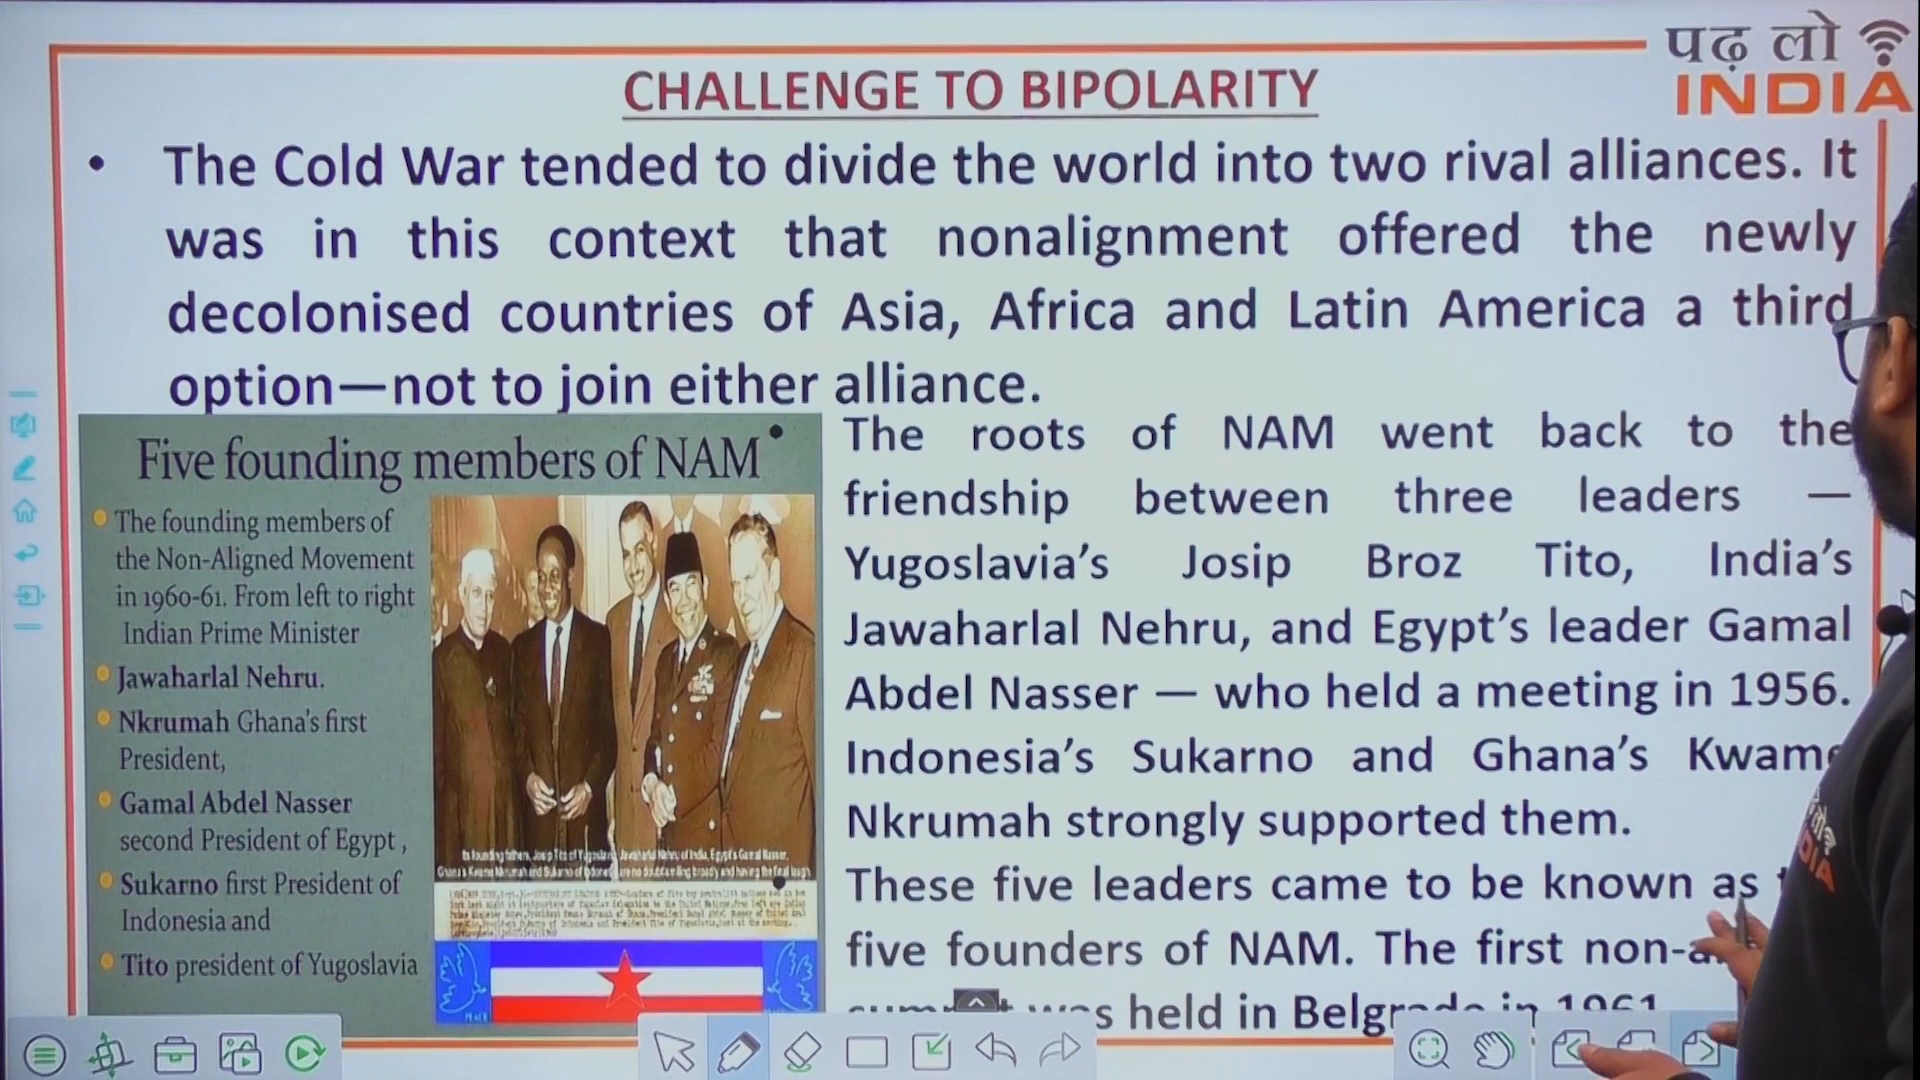 पढ़ लो
INDIA
CHALLENGE TO BIPOLARITY
• The Cold War tended to divide the world into two rival alliances. It
was in this context that nonalignment offered the newly
decolonised countries of Asia, Africa and Latin America a third
option—not to join either alliance.
Five founding members of NAM
The founding members of
the Non-Aligned Movement
in 1960-61. From left to right
Indian Prime Minister
Jawaharlal Nehru.
Nkrumah Ghana's first
President,
Gamal Abdel Nasser
second President of Egypt,
Sukarno first President of
Indonesia and
Tito president of Yugoslavia
• The roots of NAM went back to the
friendship between three leaders —
Yugoslavia's Josip Broz Tito, India's
Jawaharlal Nehru, and Egypt's leader Gamal
Abdel Nasser — who held a meeting in 1956.
Indonesia's Sukarno and Ghana's Kwame
Nkrumah strongly supported them.
• These five leaders came to be known as
five founders of NAM. The first
was held in Belgrade in 1961